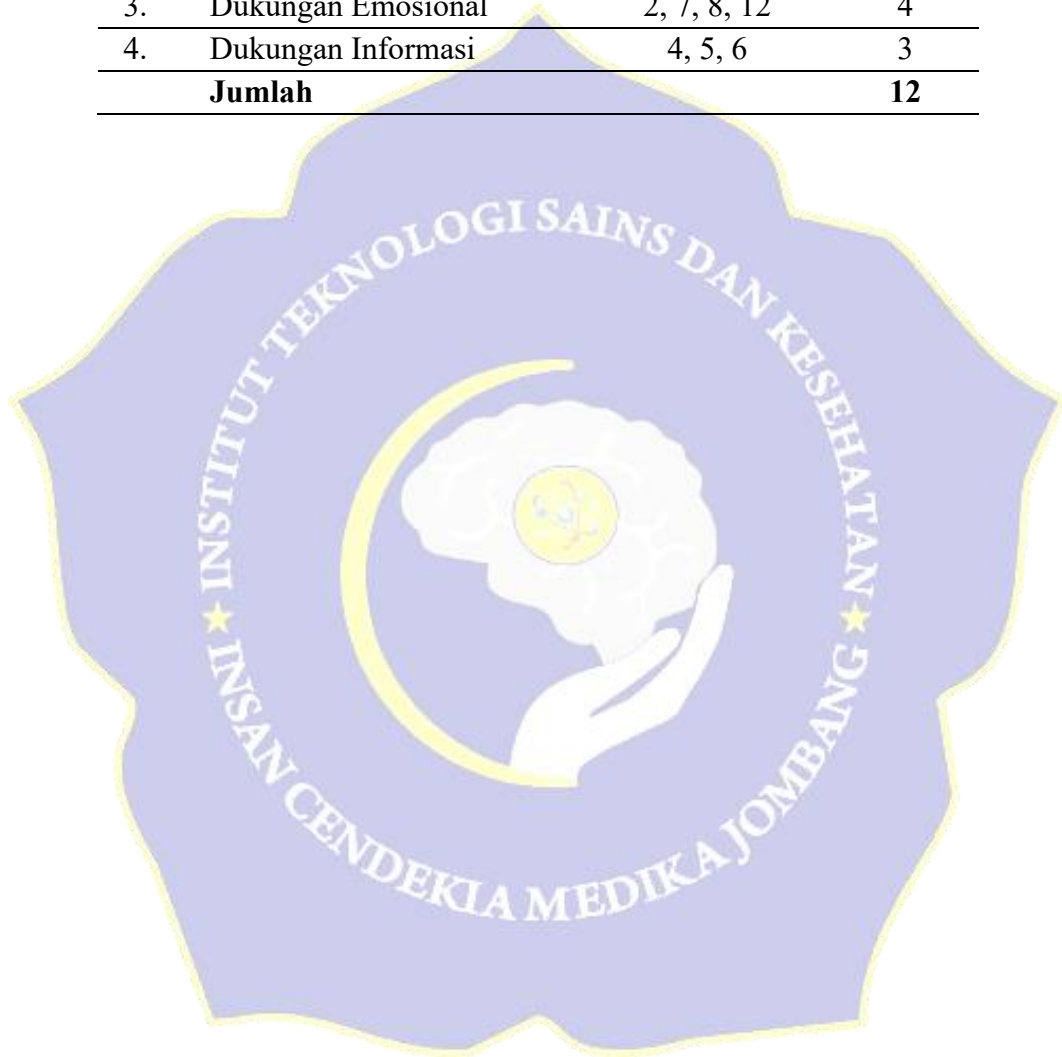 3. Dukungan Emosional 2, 7, 8, 12 4
4. Dukungan Informasi 4, 5, 6 3
Jumlah 12
INSTITUT TEKNOLOGI SAINS DAN KESEHATAN
INSAN CENDEKIA MEDIKA JOMBANG